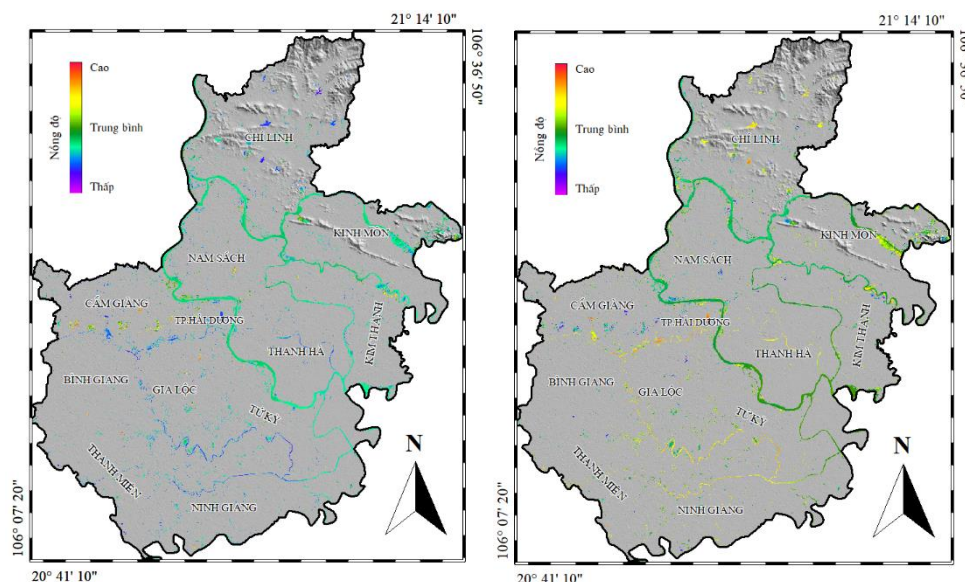 21° 14' 10"
106° 36' 50"
Cao
Trung bình
Thấp
Nồng độ
CHÍ LINH
KINH MÔN
NAM SÁCH
CẨM GIÀNG
TP.HẢI DƯƠNG
KIM THÀNH
THANH HÀ
BÌNH GIANG
GIA LỘC
TỨ KỲ
THANH MIỆN
NINH GIANG
N
106° 07' 20"
20° 41' 10"
21° 14' 10"
106° 36' 50"
Cao
Trung bình
Thấp
Nồng độ
CHÍ LINH
KINH MÔN
NAM SÁCH
CẨM GIÀNG
TP.HẢI DƯƠNG
KIM THÀNH
THANH HÀ
BÌNH GIANG
GIA LỘC
TỨ KỲ
THANH MIỆN
NINH GIANG
N
106° 07' 20"
20° 41' 10"